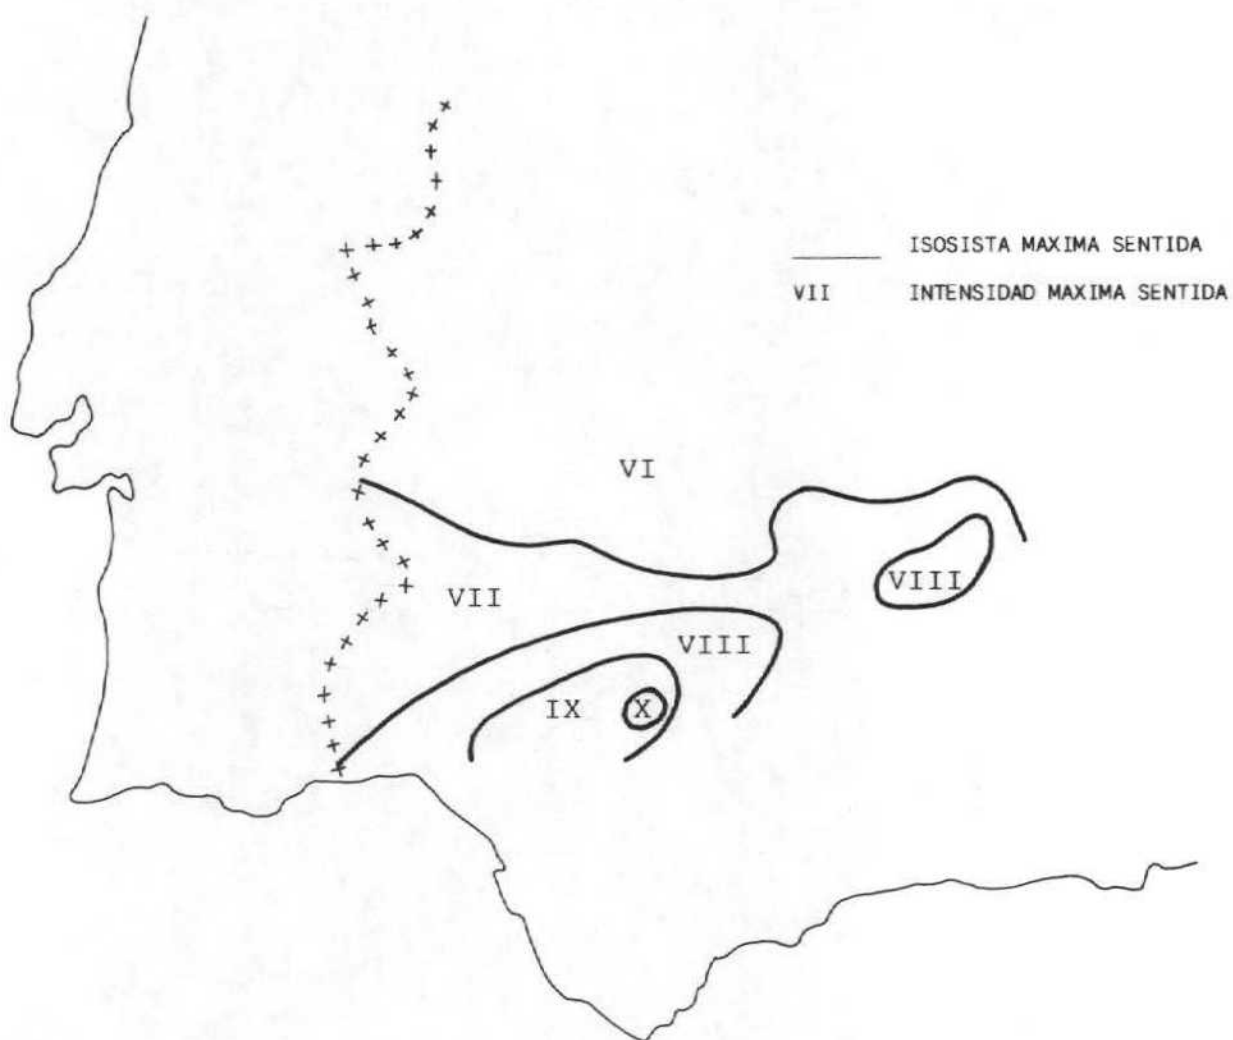 ISOSISTA MAXIMA SENTIDA
VII INTENSIDAD MAXIMA SENTIDA
VI
VIII
VII
VIII
IX X